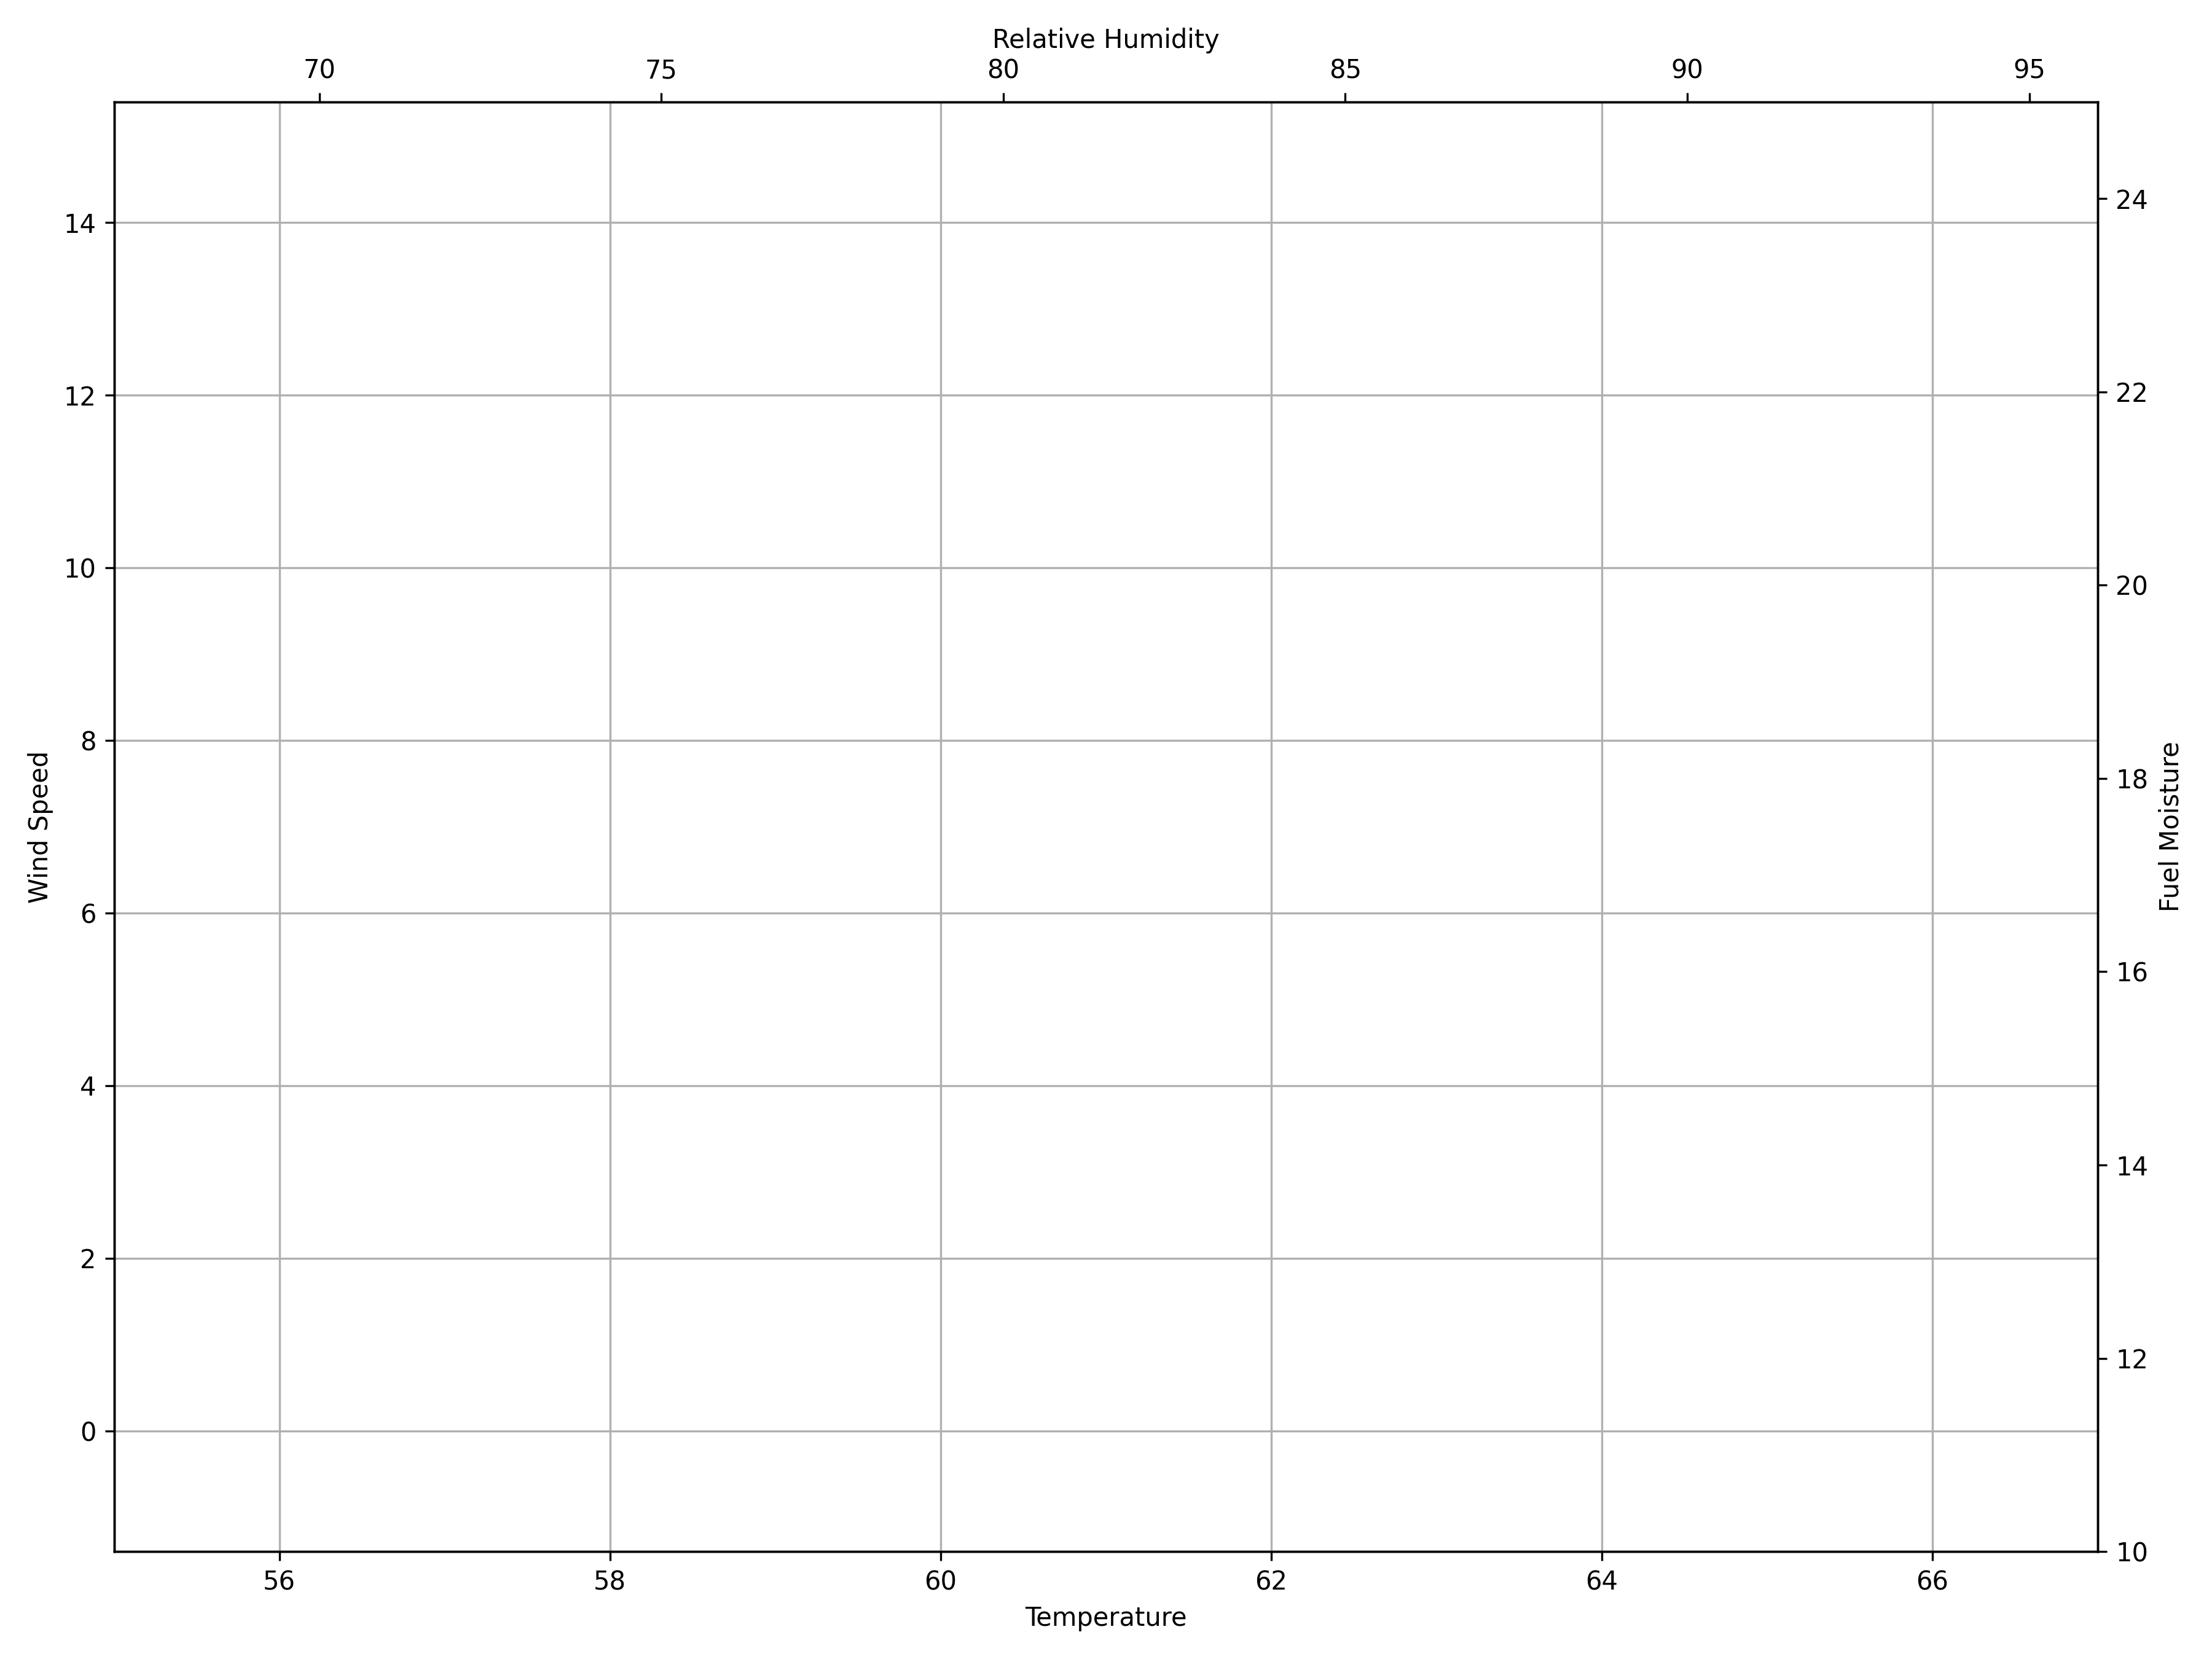 Relative Humidity
70 75 80 85 90 95
14
12
10
8
6
4
2
0
Wind Speed
24
22
20
18
16
14
12
10
Fuel Moisture
56 58 60 62 64 66
Temperature